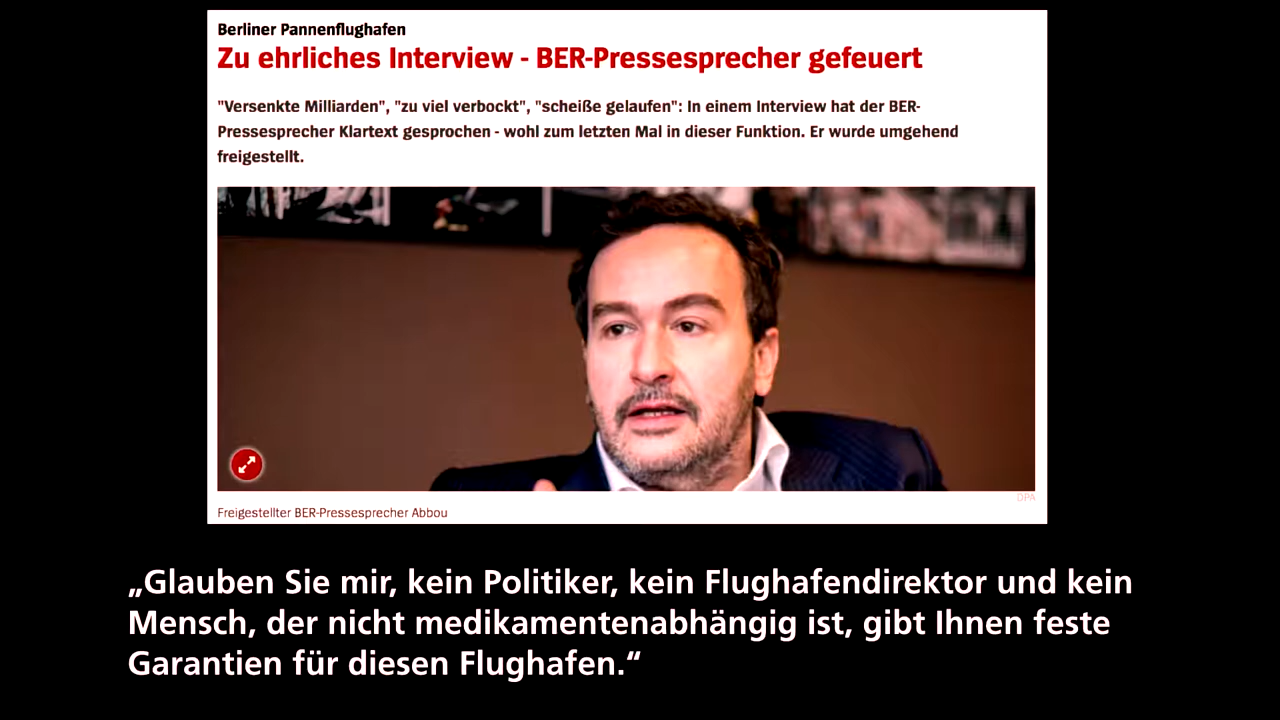 Berliner Pannenflughafen
Zu ehrliches Interview - BER-Pressesprecher gefeuert
"Versenkte Milliarden", "zu viel verbockt", "scheiße gelaufen": In einem Interview hat der BER-
Pressesprecher Klartext gesprochen - wohl zum letzten Mal in dieser Funktion. Er wurde umgehend
freigestellt.
DPA
Freigestellter BER-Pressesprecher Abbou
„Glauben Sie mir, kein Politiker, kein Flughafendirektor und kein
Mensch, der nicht medikamentenabhängig ist, gibt Ihnen feste
Garantien für diesen Flughafen.“